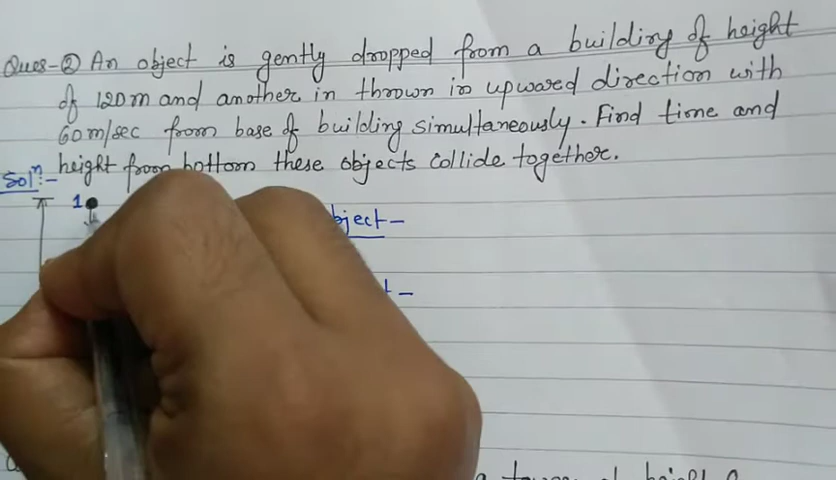 Ques-② An object is gently dropped from a building of height
of 120m and another in thrown in upward direction with
60m/sec from base of building simultaneously. Find time and
height from bottom these objects collide together.
Solⁿ:-
1
bject-